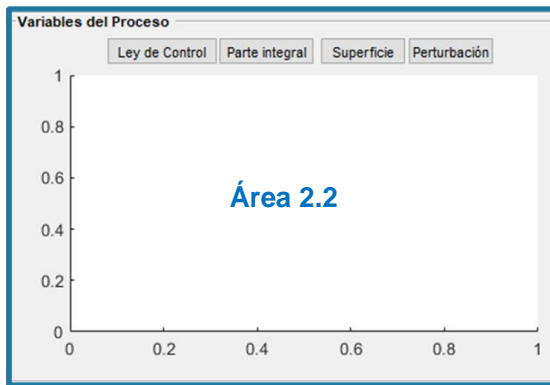 Variables del Proceso
Ley de Control Parte integral Superficie Perturbación
1
0.8
0.6
Área 2.2
0.4
0.2
0
0 0.2 0.4 0.6 0.8 1